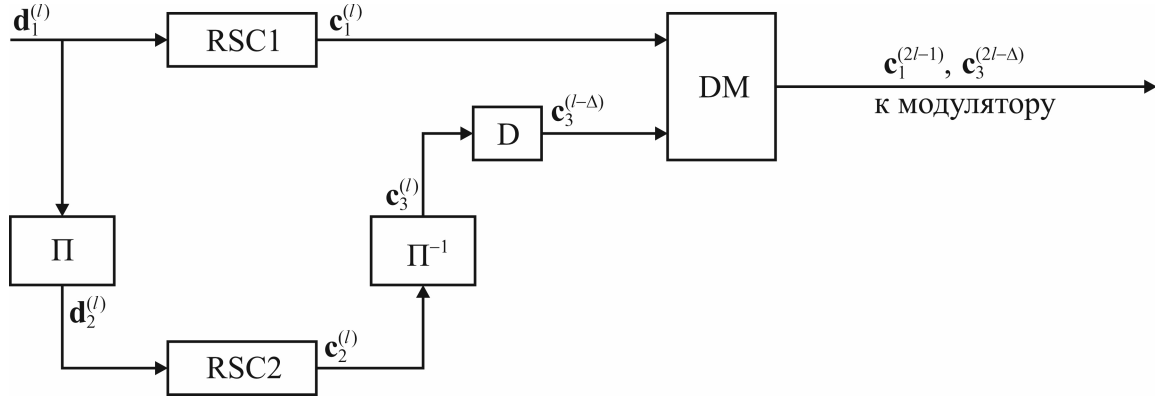 d₁⁽ˡ⁾
RSC1
c₁⁽ˡ⁾
DM
c₁⁽²ˡ⁻¹⁾, c₃⁽²ˡ⁻ᐞ⁾
к модулятору
D
c₃⁽ˡ⁻ᐞ⁾
c₃⁽ˡ⁾
П
П⁻¹
d₂⁽ˡ⁾
RSC2
c₂⁽ˡ⁾